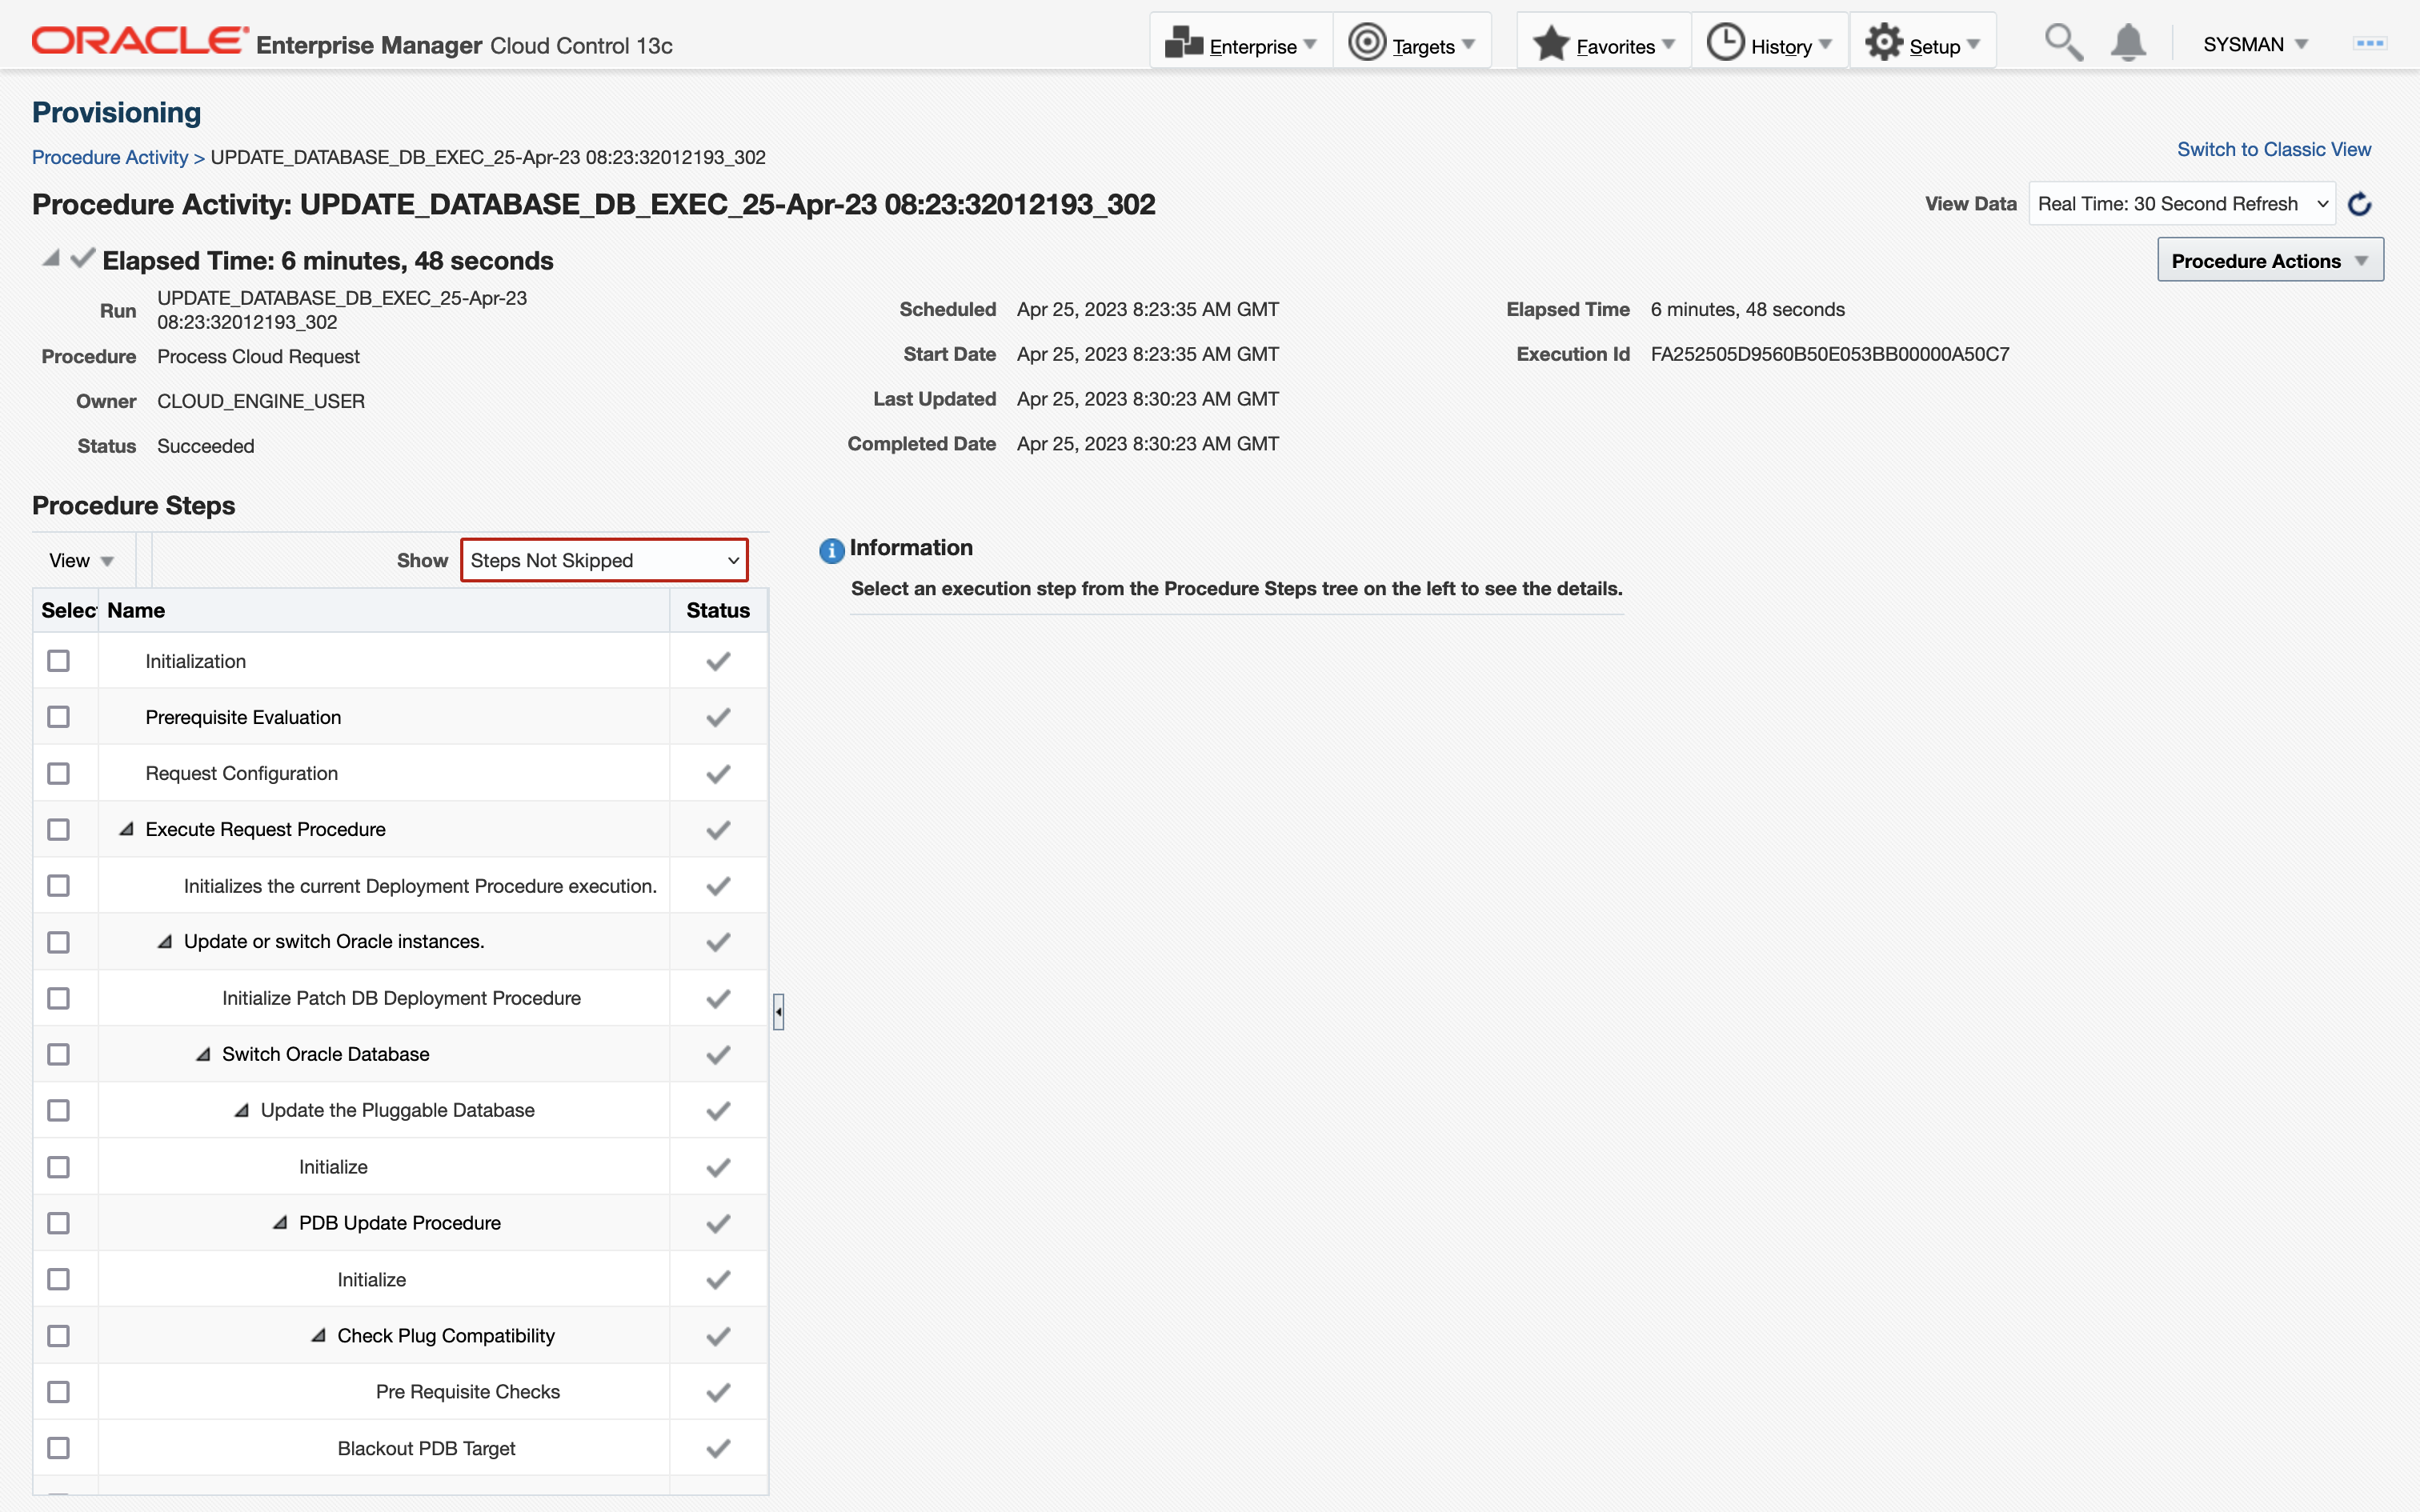 ORACLE Enterprise Manager Cloud Control 13c
Enterprise
Targets
Favorites
History
Setup
SYSMAN
Provisioning
Procedure Activity > UPDATE_DATABASE_DB_EXEC_25-Apr-23 08:23:32012193_302
Switch to Classic View
Procedure Activity: UPDATE_DATABASE_DB_EXEC_25-Apr-23 08:23:32012193_302
View Data Real Time: 30 Second Refresh
Elapsed Time: 6 minutes, 48 seconds
Procedure Actions
Run UPDATE_DATABASE_DB_EXEC_25-Apr-23
08:23:32012193_302
Procedure Process Cloud Request
Owner CLOUD_ENGINE_USER
Status Succeeded
Scheduled Apr 25, 2023 8:23:35 AM GMT
Start Date Apr 25, 2023 8:23:35 AM GMT
Last Updated Apr 25, 2023 8:30:23 AM GMT
Completed Date Apr 25, 2023 8:30:23 AM GMT
Elapsed Time 6 minutes, 48 seconds
Execution Id FA252505D9560B50E053BB00000A50C7
Procedure Steps
View
Show Steps Not Skipped
Selec Name Status
Initialization
Prerequisite Evaluation
Request Configuration
Execute Request Procedure
Initializes the current Deployment Procedure execution.
Update or switch Oracle instances.
Initialize Patch DB Deployment Procedure
Switch Oracle Database
Update the Pluggable Database
Initialize
PDB Update Procedure
Initialize
Check Plug Compatibility
Pre Requisite Checks
Blackout PDB Target
Information
Select an execution step from the Procedure Steps tree on the left to see the details.